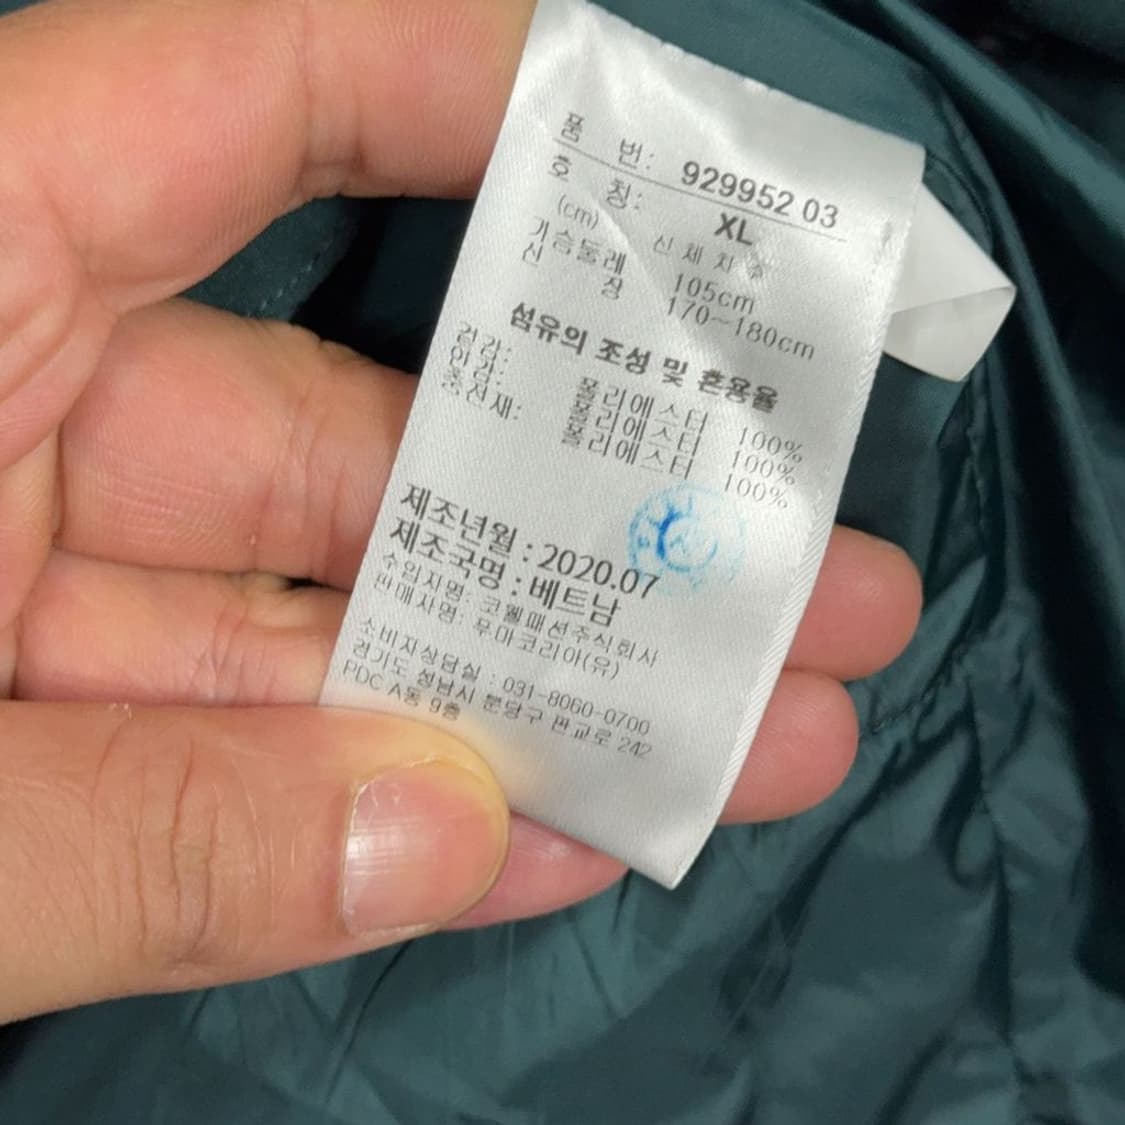 품 번: 929952 03
호 칭: XL
(cm) 신체치수
가슴둘레 105cm
신 장 170~180cm
섬유의 조성 및 혼용율
겉감: 폴리에스터 100%
안감: 폴리에스터 100%
충전재: 폴리에스터 100%
제조년월 : 2020.07
제조국명 : 베트남
수입자명: 코웰패션주식회사
판매자명: 푸마코리아(유)
소비자상담실 : 031-8060-0700
경기도 성남시 분당구 판교로 242
PDC A동 9층